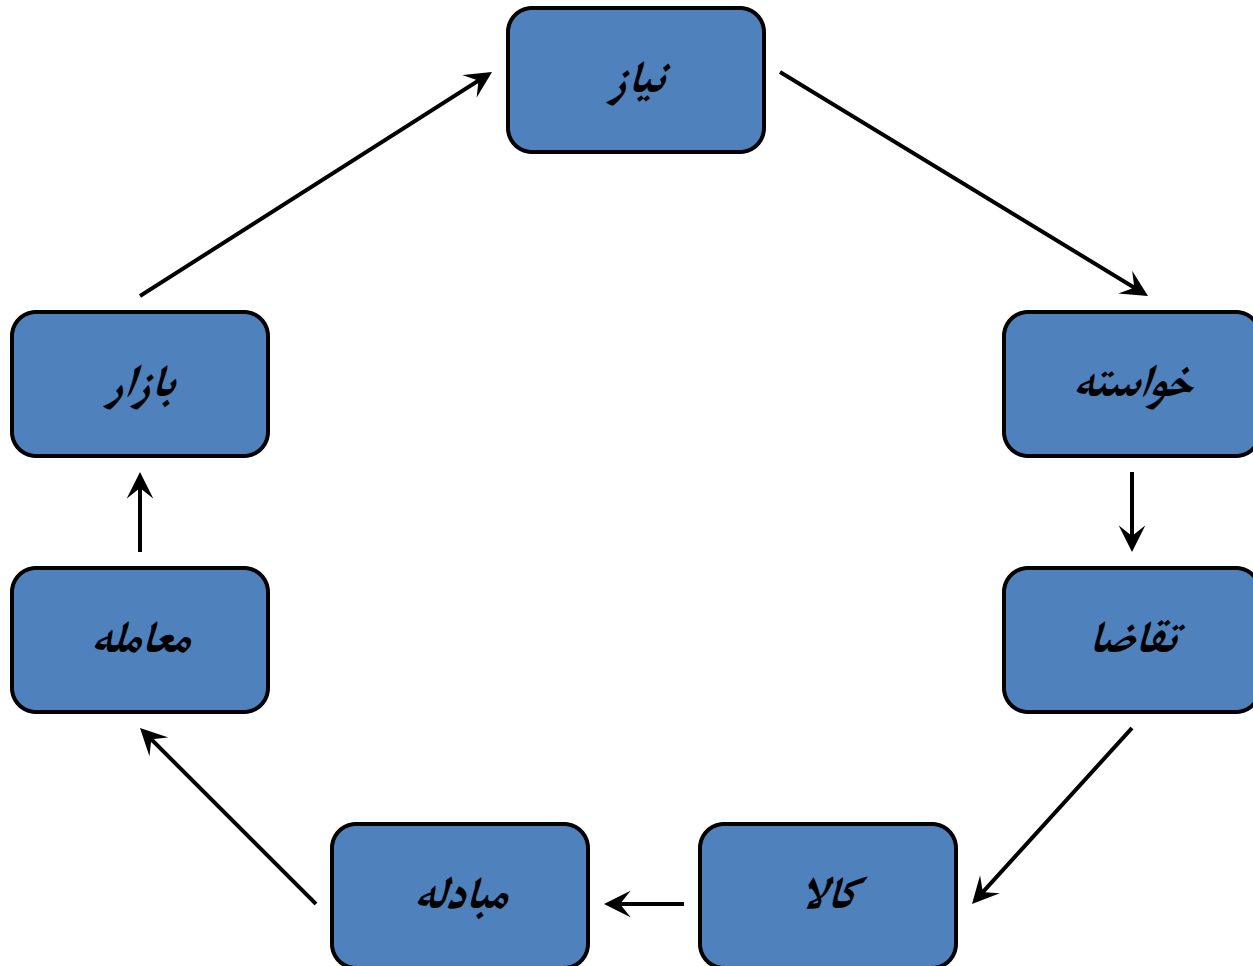 نیاز
خواسته
تقاضا
کالا
مبادله
معامله
بازار